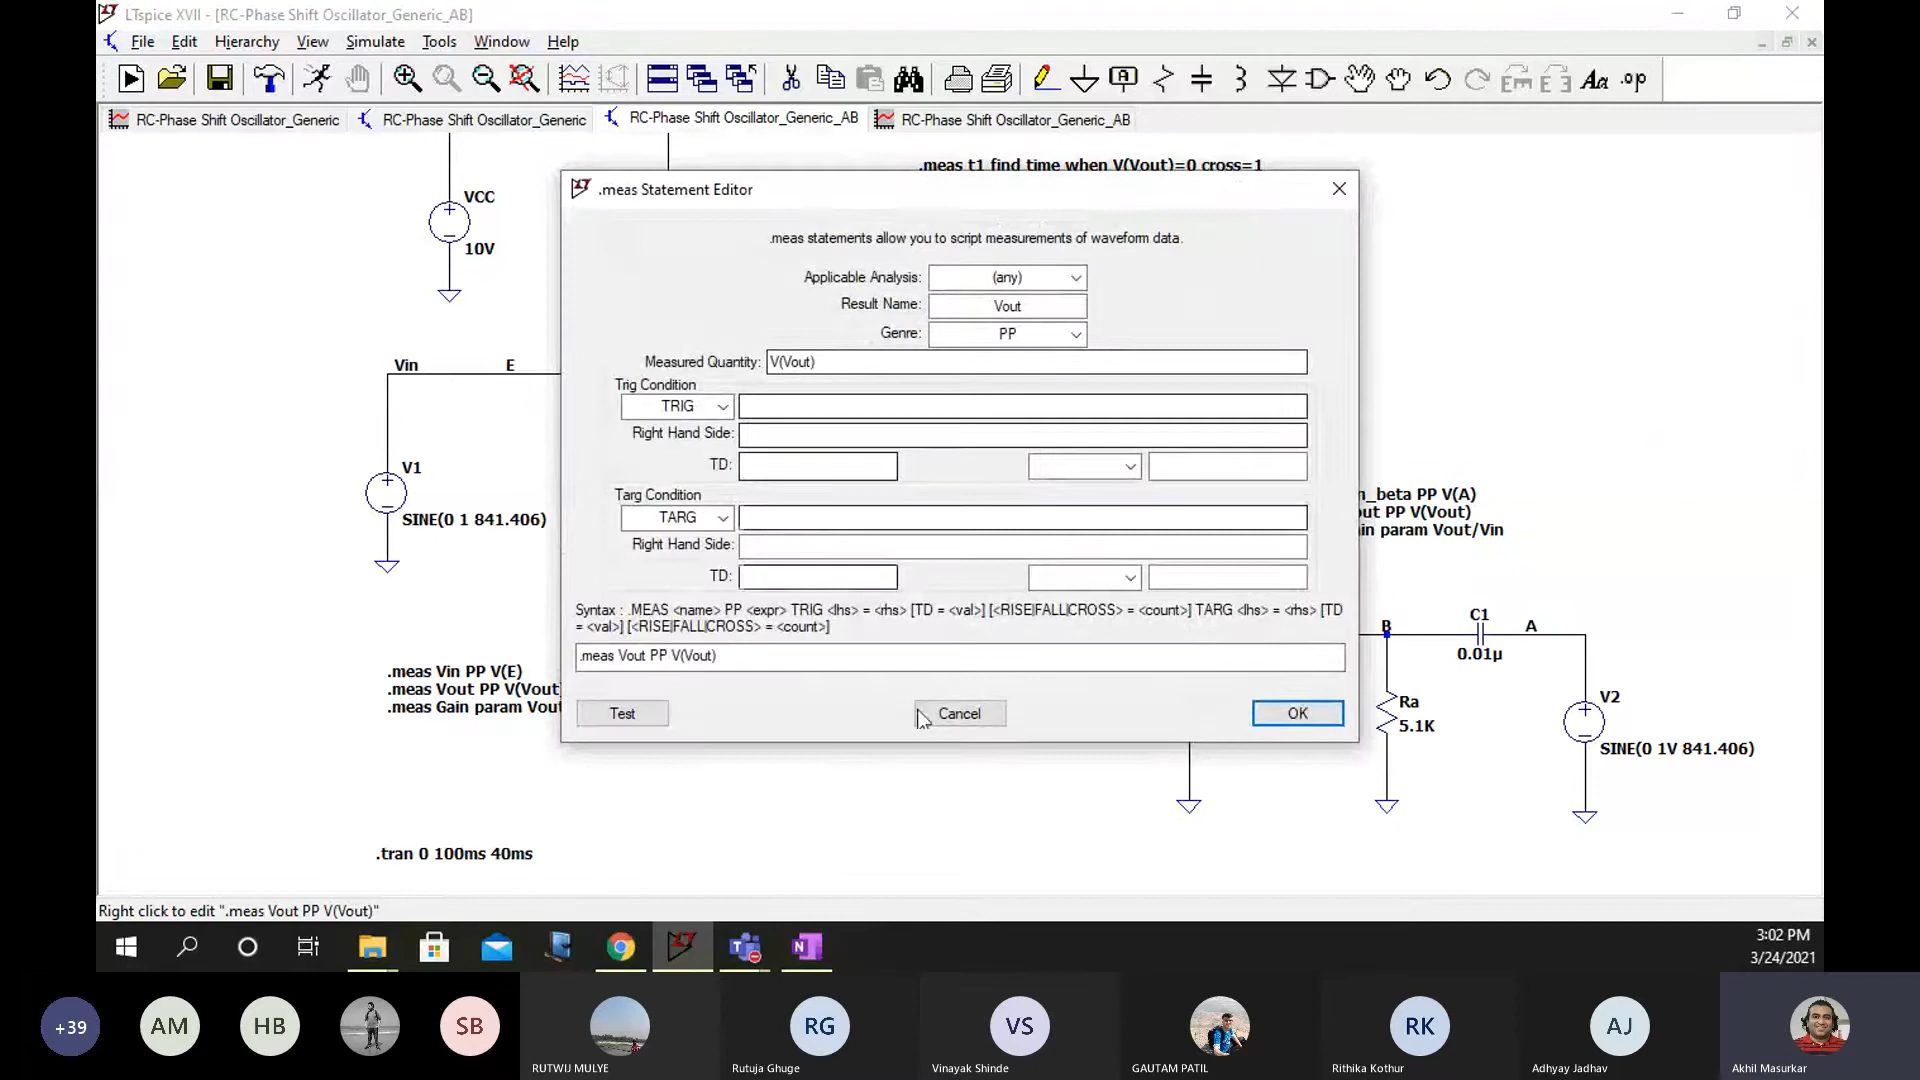 LTspice XVII - [RC-Phase Shift Oscillator_Generic_AB]
File Edit Hierarchy View Simulate Tools Window Help
RC-Phase Shift Oscillator_Generic RC-Phase Shift Oscillator_Generic RC-Phase Shift Oscillator_Generic_AB RC-Phase Shift Oscillator_Generic_AB
.meas t1 find time when V(Vout)=0 cross=1
.meas Statement Editor
.meas statements allow you to script measurements of waveform data.
Applicable Analysis: (any)
Result Name: Vout
Genre: PP
Measured Quantity: V(Vout)
Trig Condition
TRIG
Right Hand Side:
TD:
Targ Condition
TARG
Right Hand Side:
TD:
Syntax : .MEAS <name> PP <expr> TRIG <lhs> = <rhs> [TD = <val>] [<RISE|FALL|CROSS> = <count>] TARG <lhs> = <rhs> [TD
= <val>] [<RISE|FALL|CROSS> = <count>]
.meas Vout PP V(Vout)
Test Cancel OK
VCC
10V
Vin E
V1
SINE(0 1 841.406)
.meas Vin PP V(E)
.meas Vout PP V(Vout
.meas Gain param Vout
n_beta PP V(A)
out PP V(Vout)
in param Vout/Vin
B C1 A
0.01µ
Ra
5.1K
V2
SINE(0 1V 841.406)
.tran 0 100ms 40ms
Right click to edit ".meas Vout PP V(Vout)"
3:02 PM
3/24/2021
+39 AM HB SB RG VS RK AJ
RUTWIJ MULYE Rutuja Ghuge Vinayak Shinde GAUTAM PATIL Rithika Kothur Adhyay Jadhav Akhil Masurkar